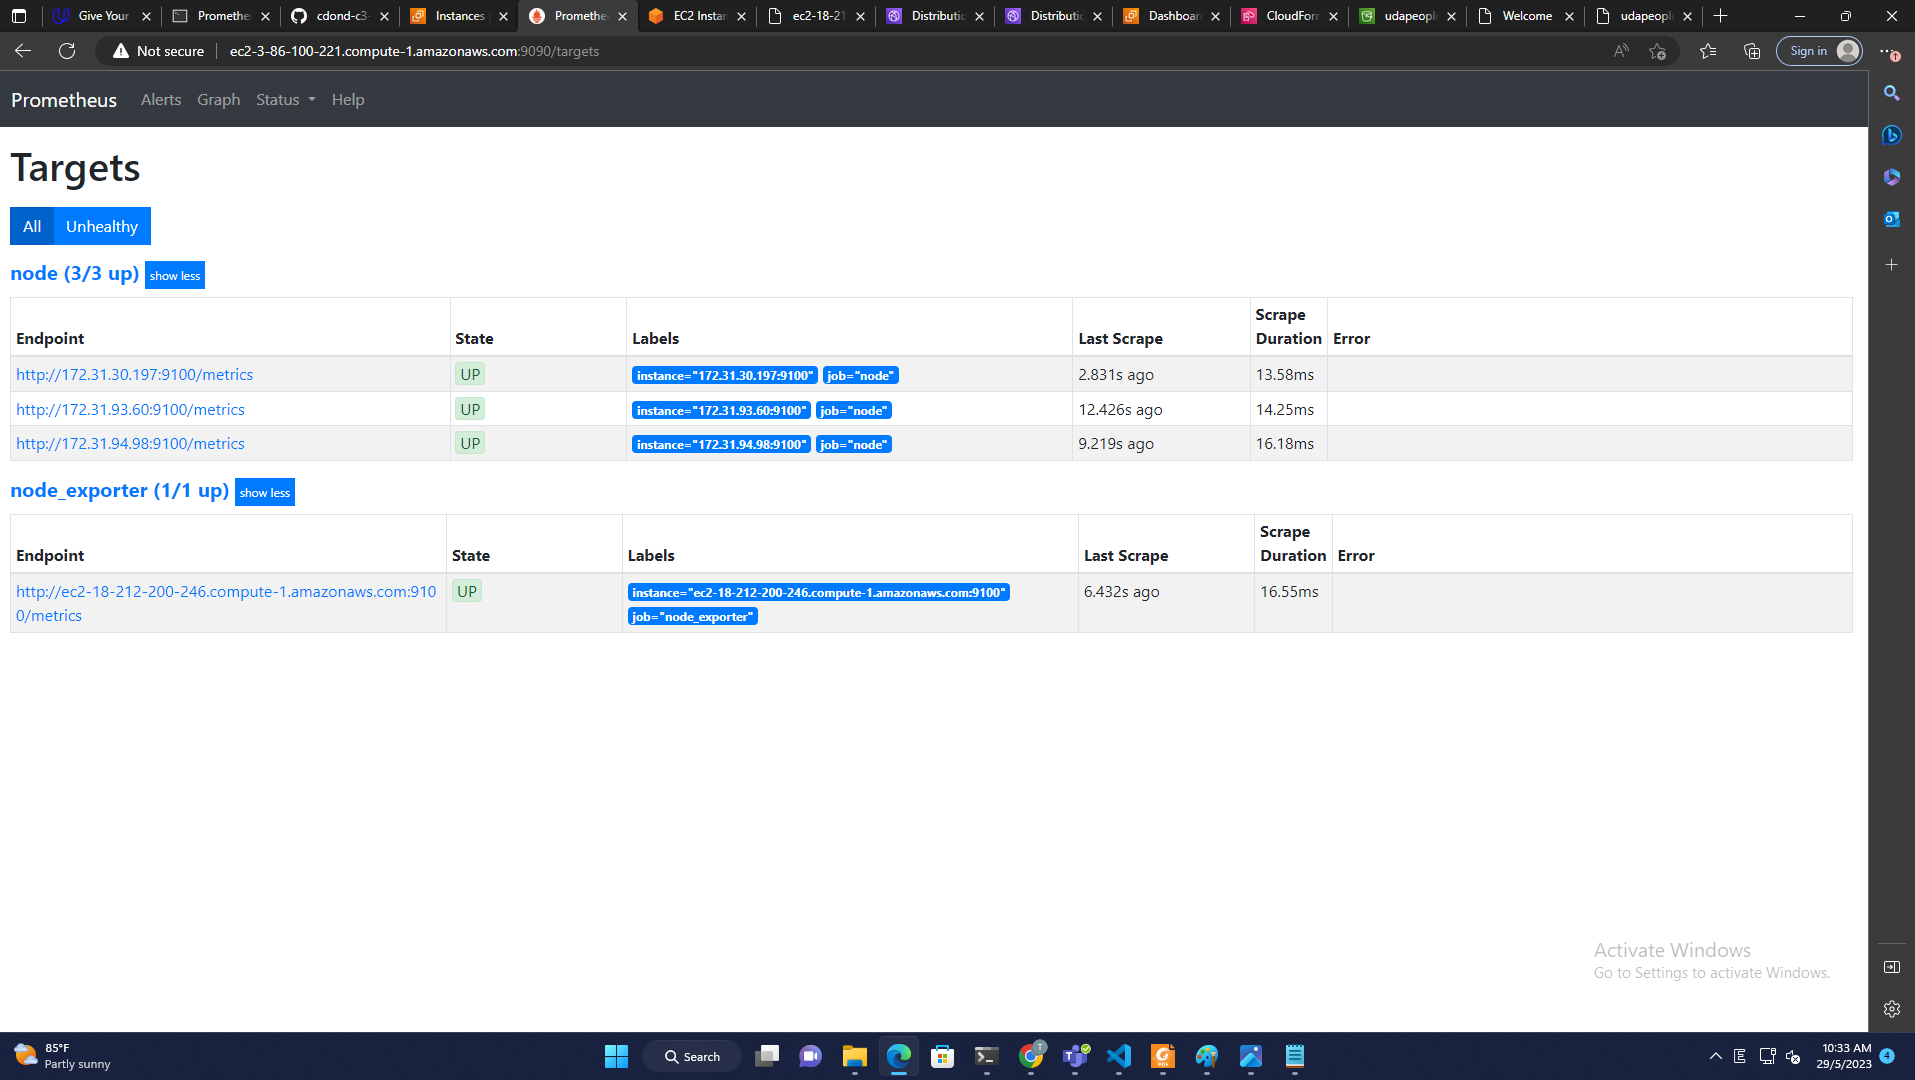 Give Your
Promethe
cdond-c3-
Instances
Promethe
EC2 Instan
ec2-18-21
Distributio
Distributio
Dashboar
CloudForm
udapeople
Welcome
udapeople
Not secure
ec2-3-86-100-221.compute-1.amazonaws.com:9090/targets
Sign in
Prometheus Alerts Graph Status Help
Targets
All Unhealthy
node (3/3 up) show less
Endpoint State Labels Last Scrape Scrape Duration Error
http://172.31.30.197:9100/metrics UP instance="172.31.30.197:9100" job="node" 2.831s ago 13.58ms
http://172.31.93.60:9100/metrics UP instance="172.31.93.60:9100" job="node" 12.426s ago 14.25ms
http://172.31.94.98:9100/metrics UP instance="172.31.94.98:9100" job="node" 9.219s ago 16.18ms
node_exporter (1/1 up) show less
Endpoint State Labels Last Scrape Scrape Duration Error
http://ec2-18-212-200-246.compute-1.amazonaws.com:910 UP instance="ec2-18-212-200-246.compute-1.amazonaws.com:9100" 6.432s ago 16.55ms
0/metrics job="node_exporter"
Activate Windows
Go to Settings to activate Windows.
85°F
Partly sunny
Search
10:33 AM
29/5/2023
4